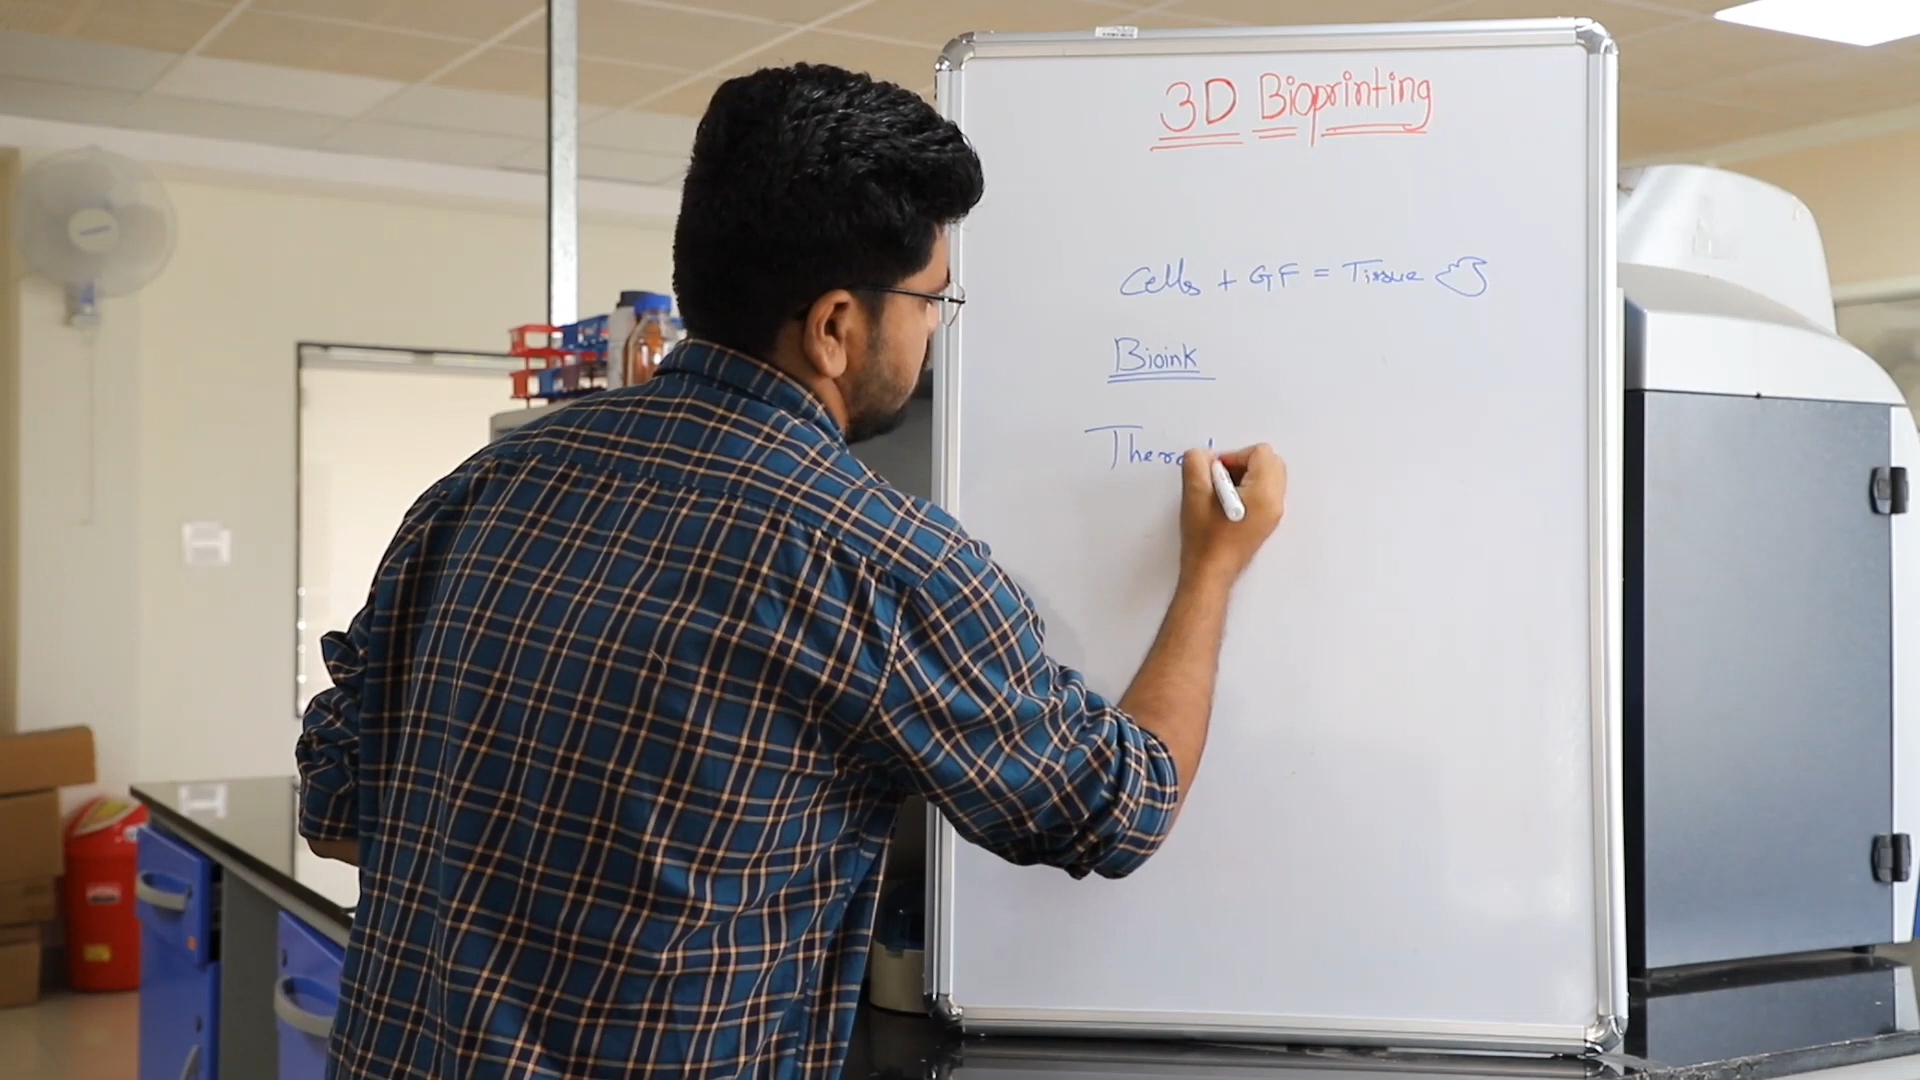 3D Bioprinting
Cells + GF = Tissue
Bioink